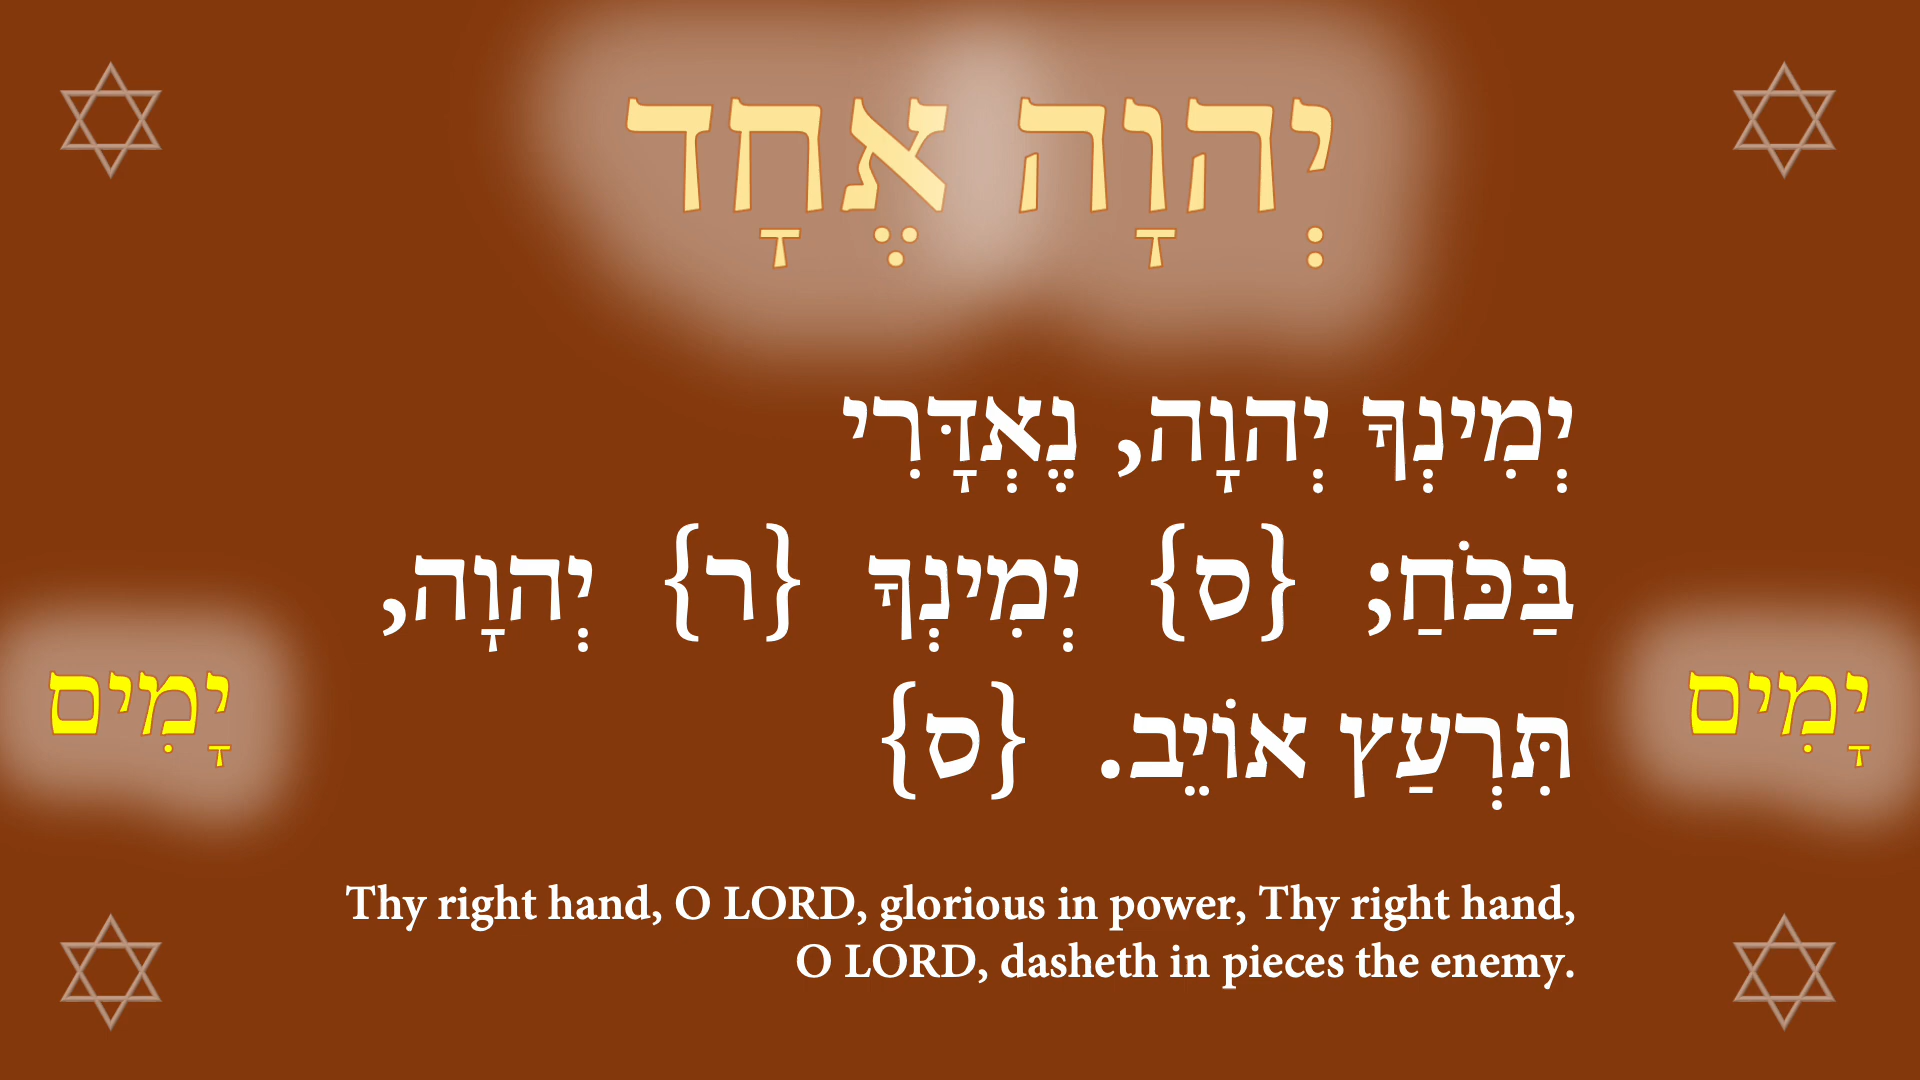 יְהוָה אֶחָד
יְמִינְךָ יְהוָה, נֶאְדָּרִי
בַּכֹּחַ; {ס} יְמִינְךָ {ר} יְהוָה,
תִּרְעַץ אוֹיֵב. {ס}
יָמִים
יָמִים
Thy right hand, O LORD, glorious in power, Thy right hand,
O LORD, dasheth in pieces the enemy.